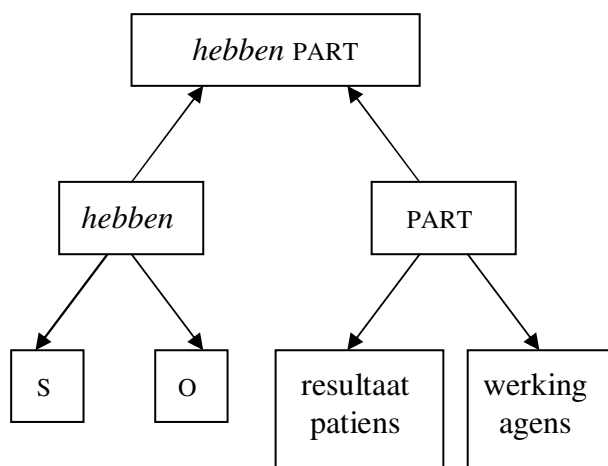 hebben PART
hebben
PART
S
O
resultaat
patiens
werking
agens